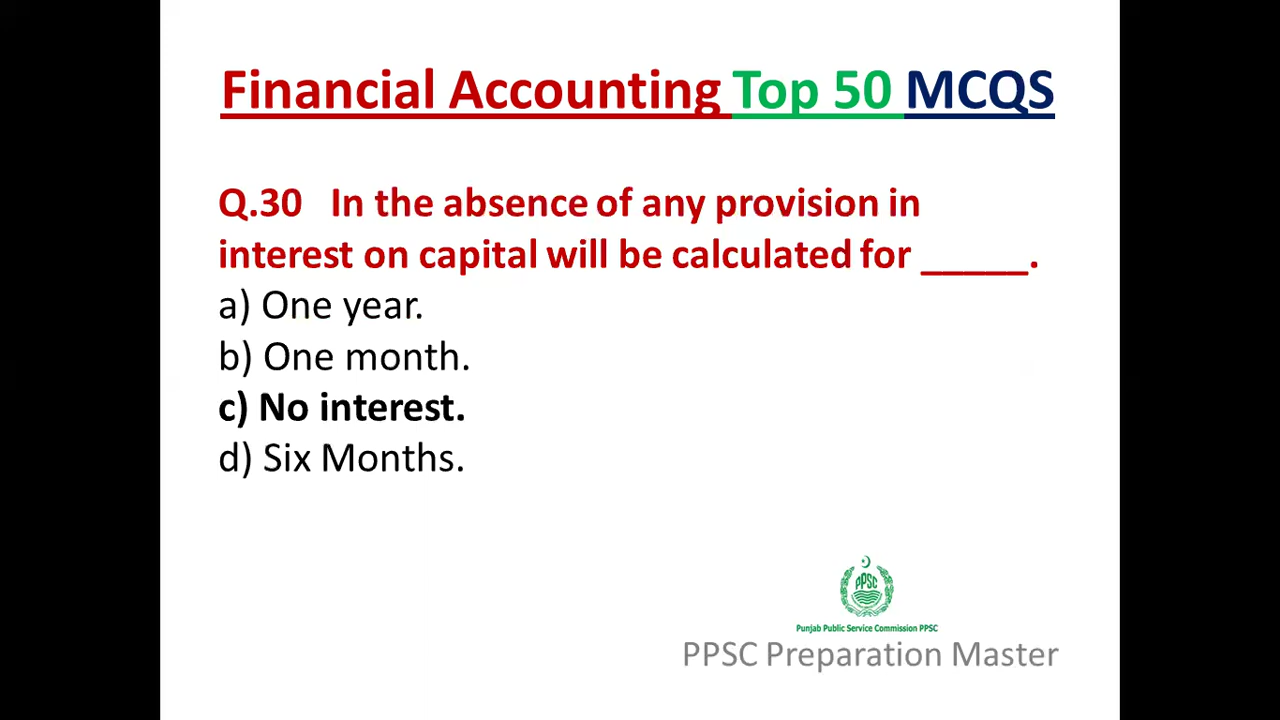 Financial Accounting Top 50 MCQS
Q.30 In the absence of any provision in
interest on capital will be calculated for _____.
a) One year.
b) One month.
c) No interest.
d) Six Months.
PPSC
Punjab Public Service Commission PPSC
PPSC Preparation Master